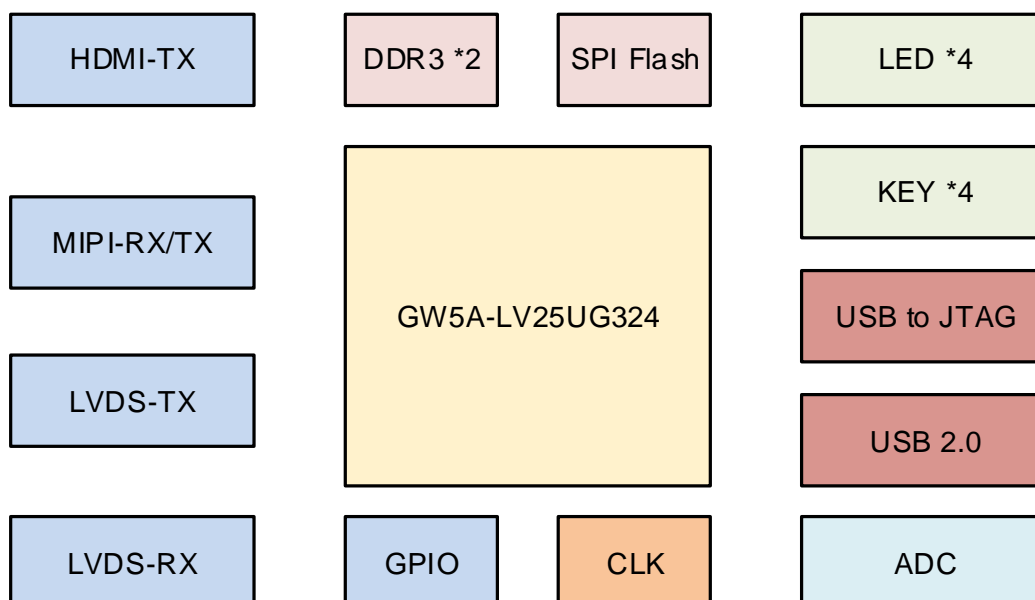 HDMI-TX
DDR3 *2
SPI Flash
LED *4
KEY *4
MIPI-RX/TX
GW5A-LV25UG324
USB to JTAG
LVDS-TX
USB 2.0
LVDS-RX
GPIO
CLK
ADC